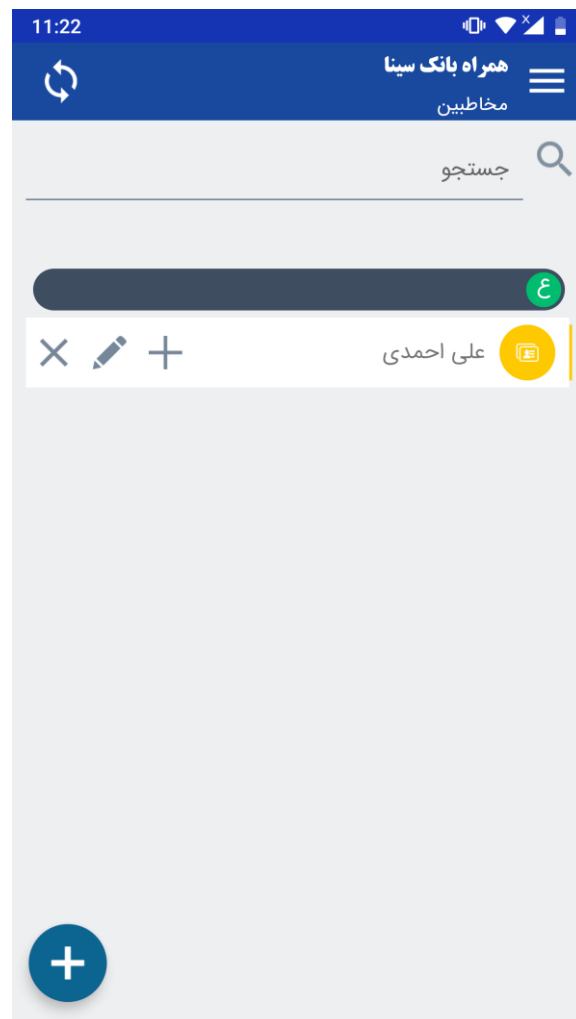 11:22
همراه بانک سینا
مخاطبین
جستجو
ع
علی احمدی